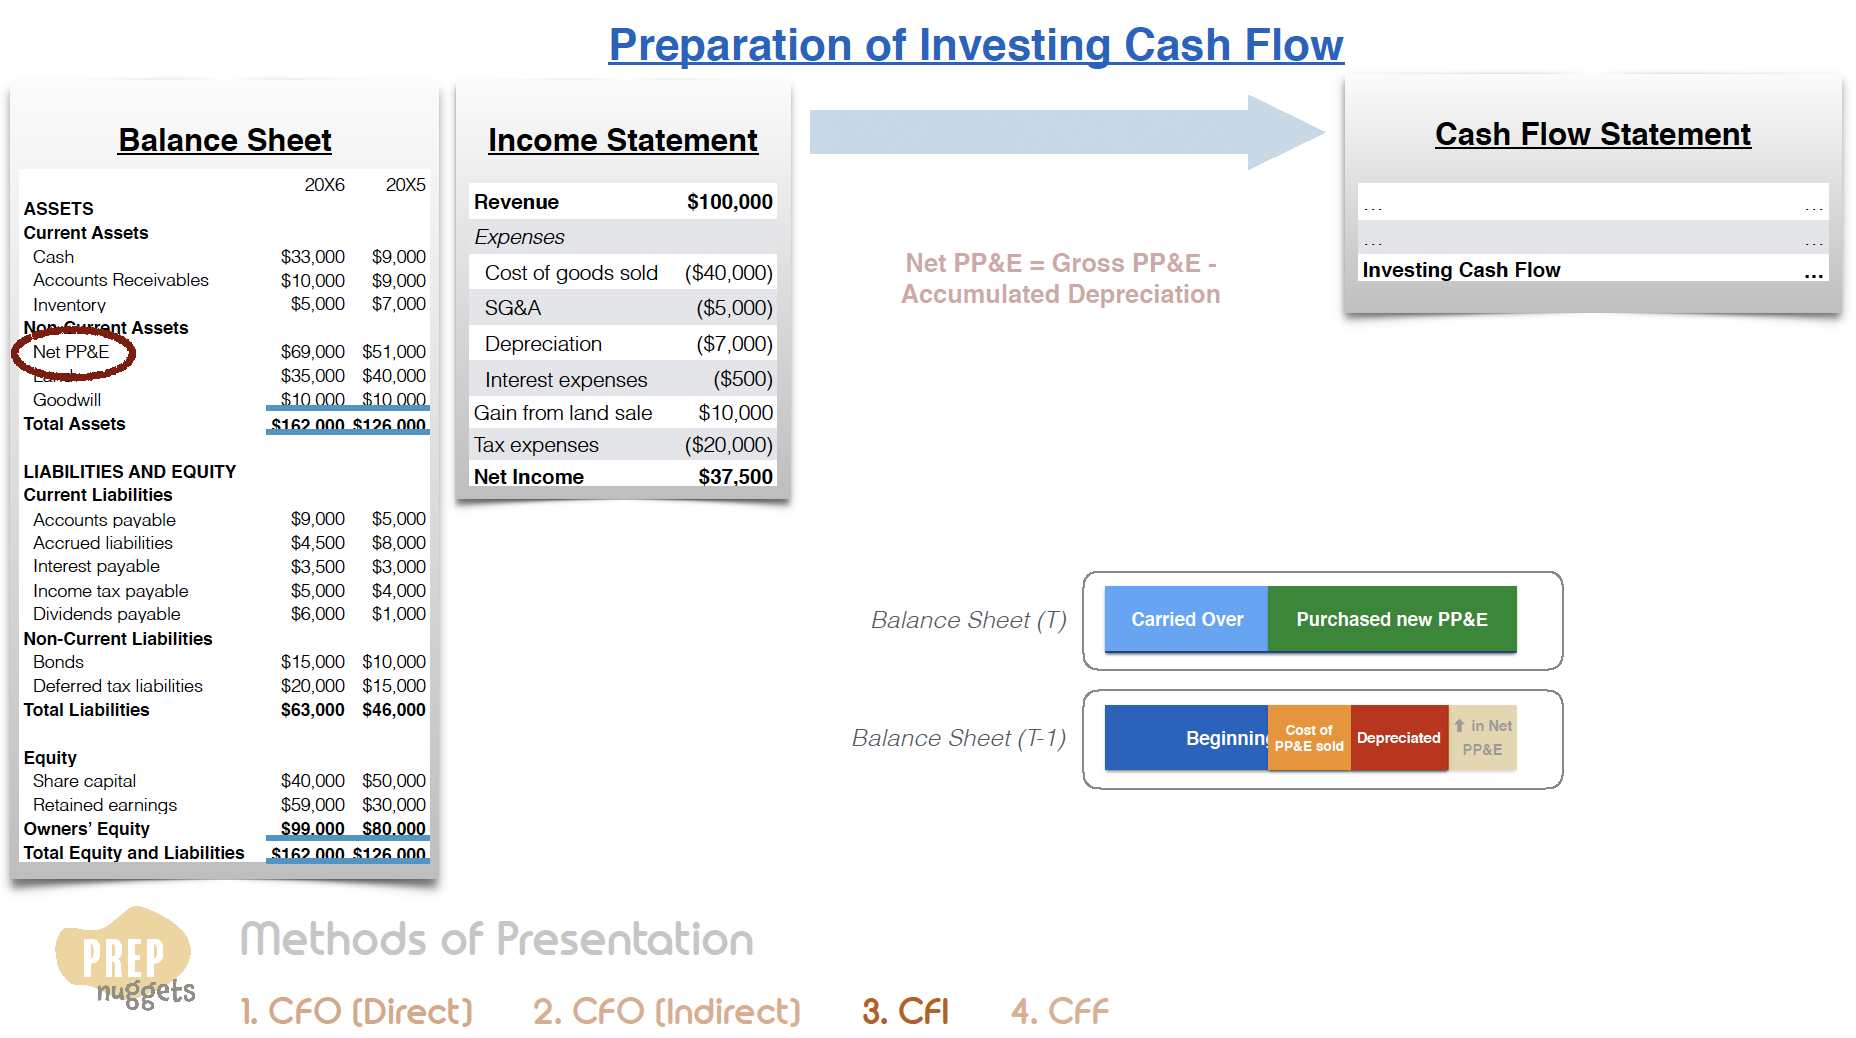 Preparation of Investing Cash Flow
Balance Sheet
20X6 20X5
ASSETS
Current Assets
Cash $33,000 $9,000
Accounts Receivables $10,000 $9,000
Inventory $5,000 $7,000
Non-Current Assets
Net PP&E $69,000 $51,000
Land $35,000 $40,000
Goodwill $10,000 $10,000
Total Assets $162,000 $126,000
LIABILITIES AND EQUITY
Current Liabilities
Accounts payable $9,000 $5,000
Accrued liabilities $4,500 $8,000
Interest payable $3,500 $3,000
Income tax payable $5,000 $4,000
Dividends payable $6,000 $1,000
Non-Current Liabilities
Bonds $15,000 $10,000
Deferred tax liabilities $20,000 $15,000
Total Liabilities $63,000 $46,000
Equity
Share capital $40,000 $50,000
Retained earnings $59,000 $30,000
Owners’ Equity $99,000 $80,000
Total Equity and Liabilities $162,000 $126,000
Income Statement
Revenue $100,000
Expenses
Cost of goods sold ($40,000)
SG&A ($5,000)
Depreciation ($7,000)
Interest expenses ($500)
Gain from land sale $10,000
Tax expenses ($20,000)
Net Income $37,500
Net PP&E = Gross PP&E -
Accumulated Depreciation
Cash Flow Statement
... ...
... ...
Investing Cash Flow ...
Balance Sheet (T)
Carried Over Purchased new PP&E
Balance Sheet (T-1)
Beginning
Cost of
PP&E sold
Depreciated
⬆ in Net
PP&E
PREP
nuggets
Methods of Presentation
1. CFO (Direct) 2. CFO (Indirect) 3. CFI 4. CFF